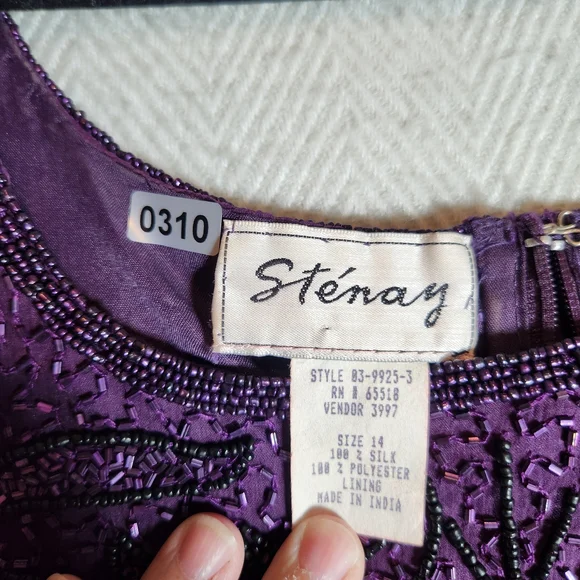 0310
Sténay
STYLE 03-9925-3
RN # 65518
VENDOR 3997
SIZE 14
100 % SILK
100 % POLYESTER
LINING
MADE IN INDIA